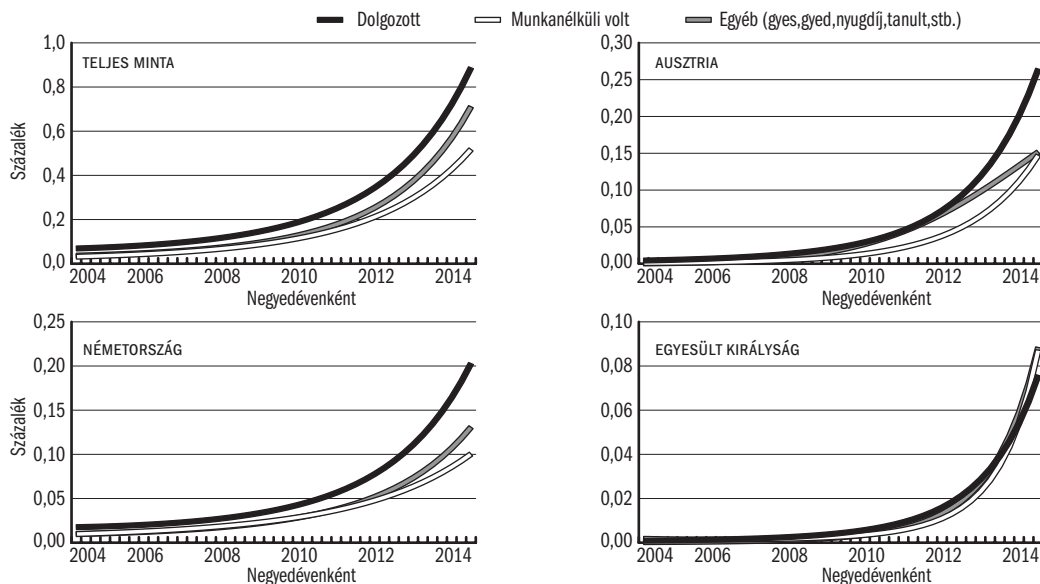 Dolgozott Munkanélküli volt Egyéb (gyes,gyed,nyugdíj,tanult,stb.)
TELJES MINTA
Százalék
1,0
0,8
0,6
0,4
0,2
0,0
2004 2006 2008 2010 2012 2014
Negyedévenként
AUSZTRIA
0,30
0,25
0,20
0,15
0,10
0,05
0,00
2004 2006 2008 2010 2012 2014
Negyedévenként
NÉMETORSZÁG
Százalék
0,25
0,20
0,15
0,10
0,05
0,00
2004 2006 2008 2010 2012 2014
Negyedévenként
EGYESÜLT KIRÁLYSÁG
0,10
0,08
0,06
0,04
0,02
0,00
2004 2006 2008 2010 2012 2014
Negyedévenként